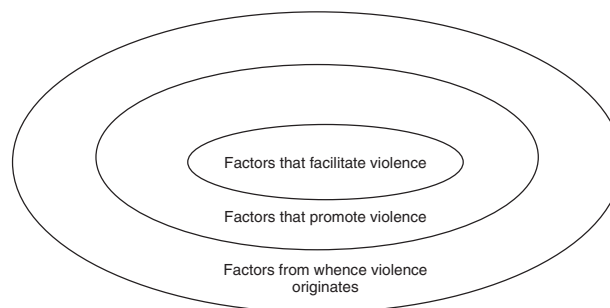 Factors that facilitate violence
Factors that promote violence
Factors from whence violence
originates